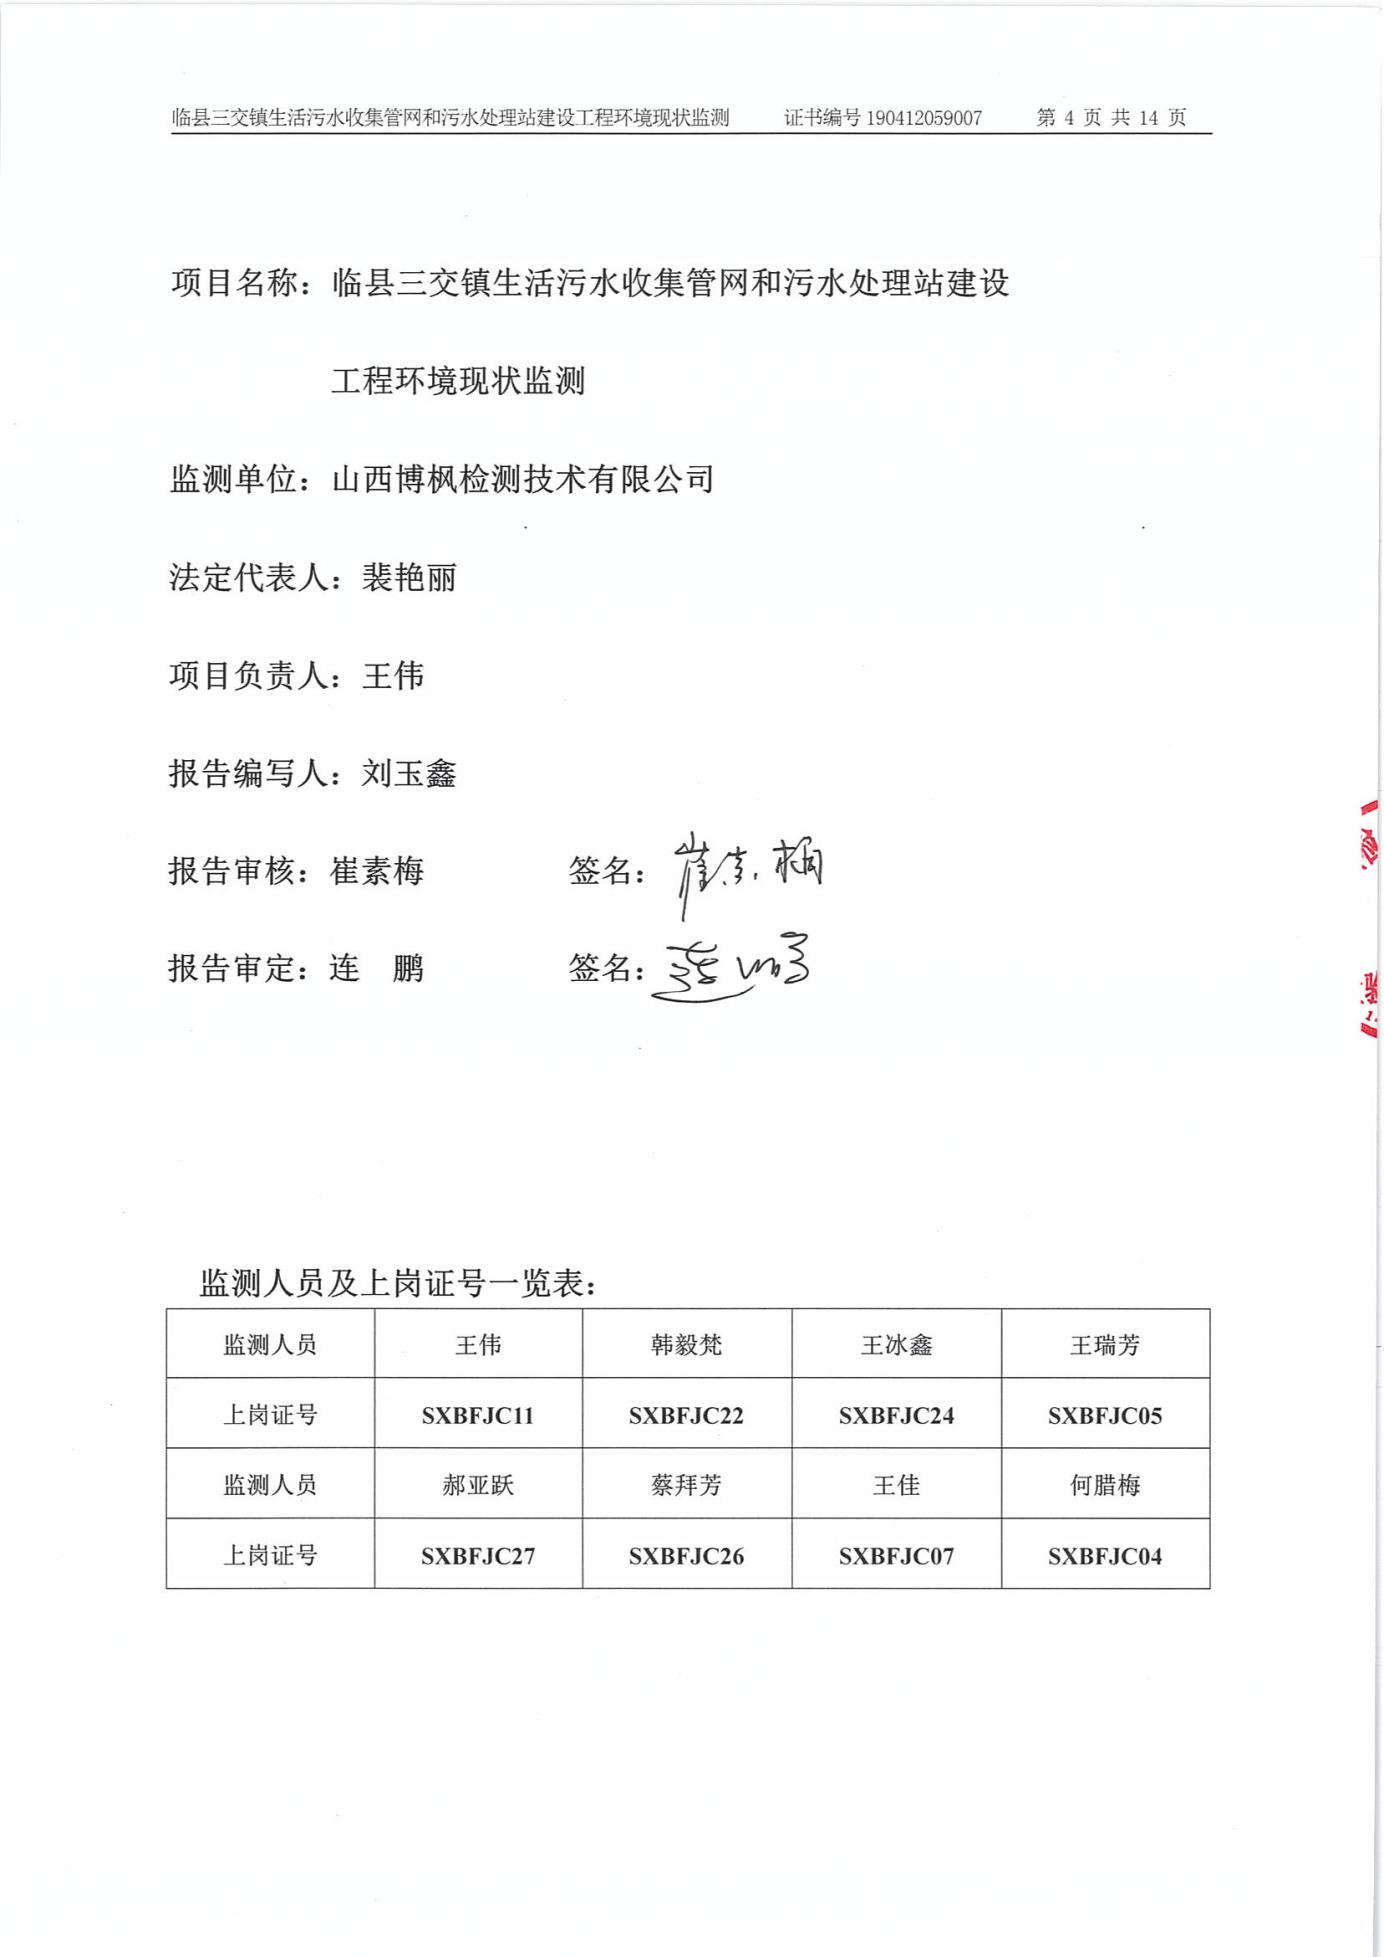 临县三交镇生活污水收集管网和污水处理站建设工程环境现状监测 证书编号 190412059007 第 4 页 共 14 页
项目名称：临县三交镇生活污水收集管网和污水处理站建设
工程环境现状监测
监测单位：山西博枫检测技术有限公司
法定代表人：裴艳丽
项目负责人：王伟
报告编写人：刘玉鑫
报告审核：崔素梅 签名：崔素梅
报告审定：连 鹏 签名：连鹏
监测人员及上岗证号一览表：
监测人员 王伟 韩毅梵 王冰鑫 王瑞芳
上岗证号 SXBFJC11 SXBFJC22 SXBFJC24 SXBFJC05
监测人员 郝亚跃 蔡拜芳 王佳 何腊梅
上岗证号 SXBFJC27 SXBFJC26 SXBFJC07 SXBFJC04